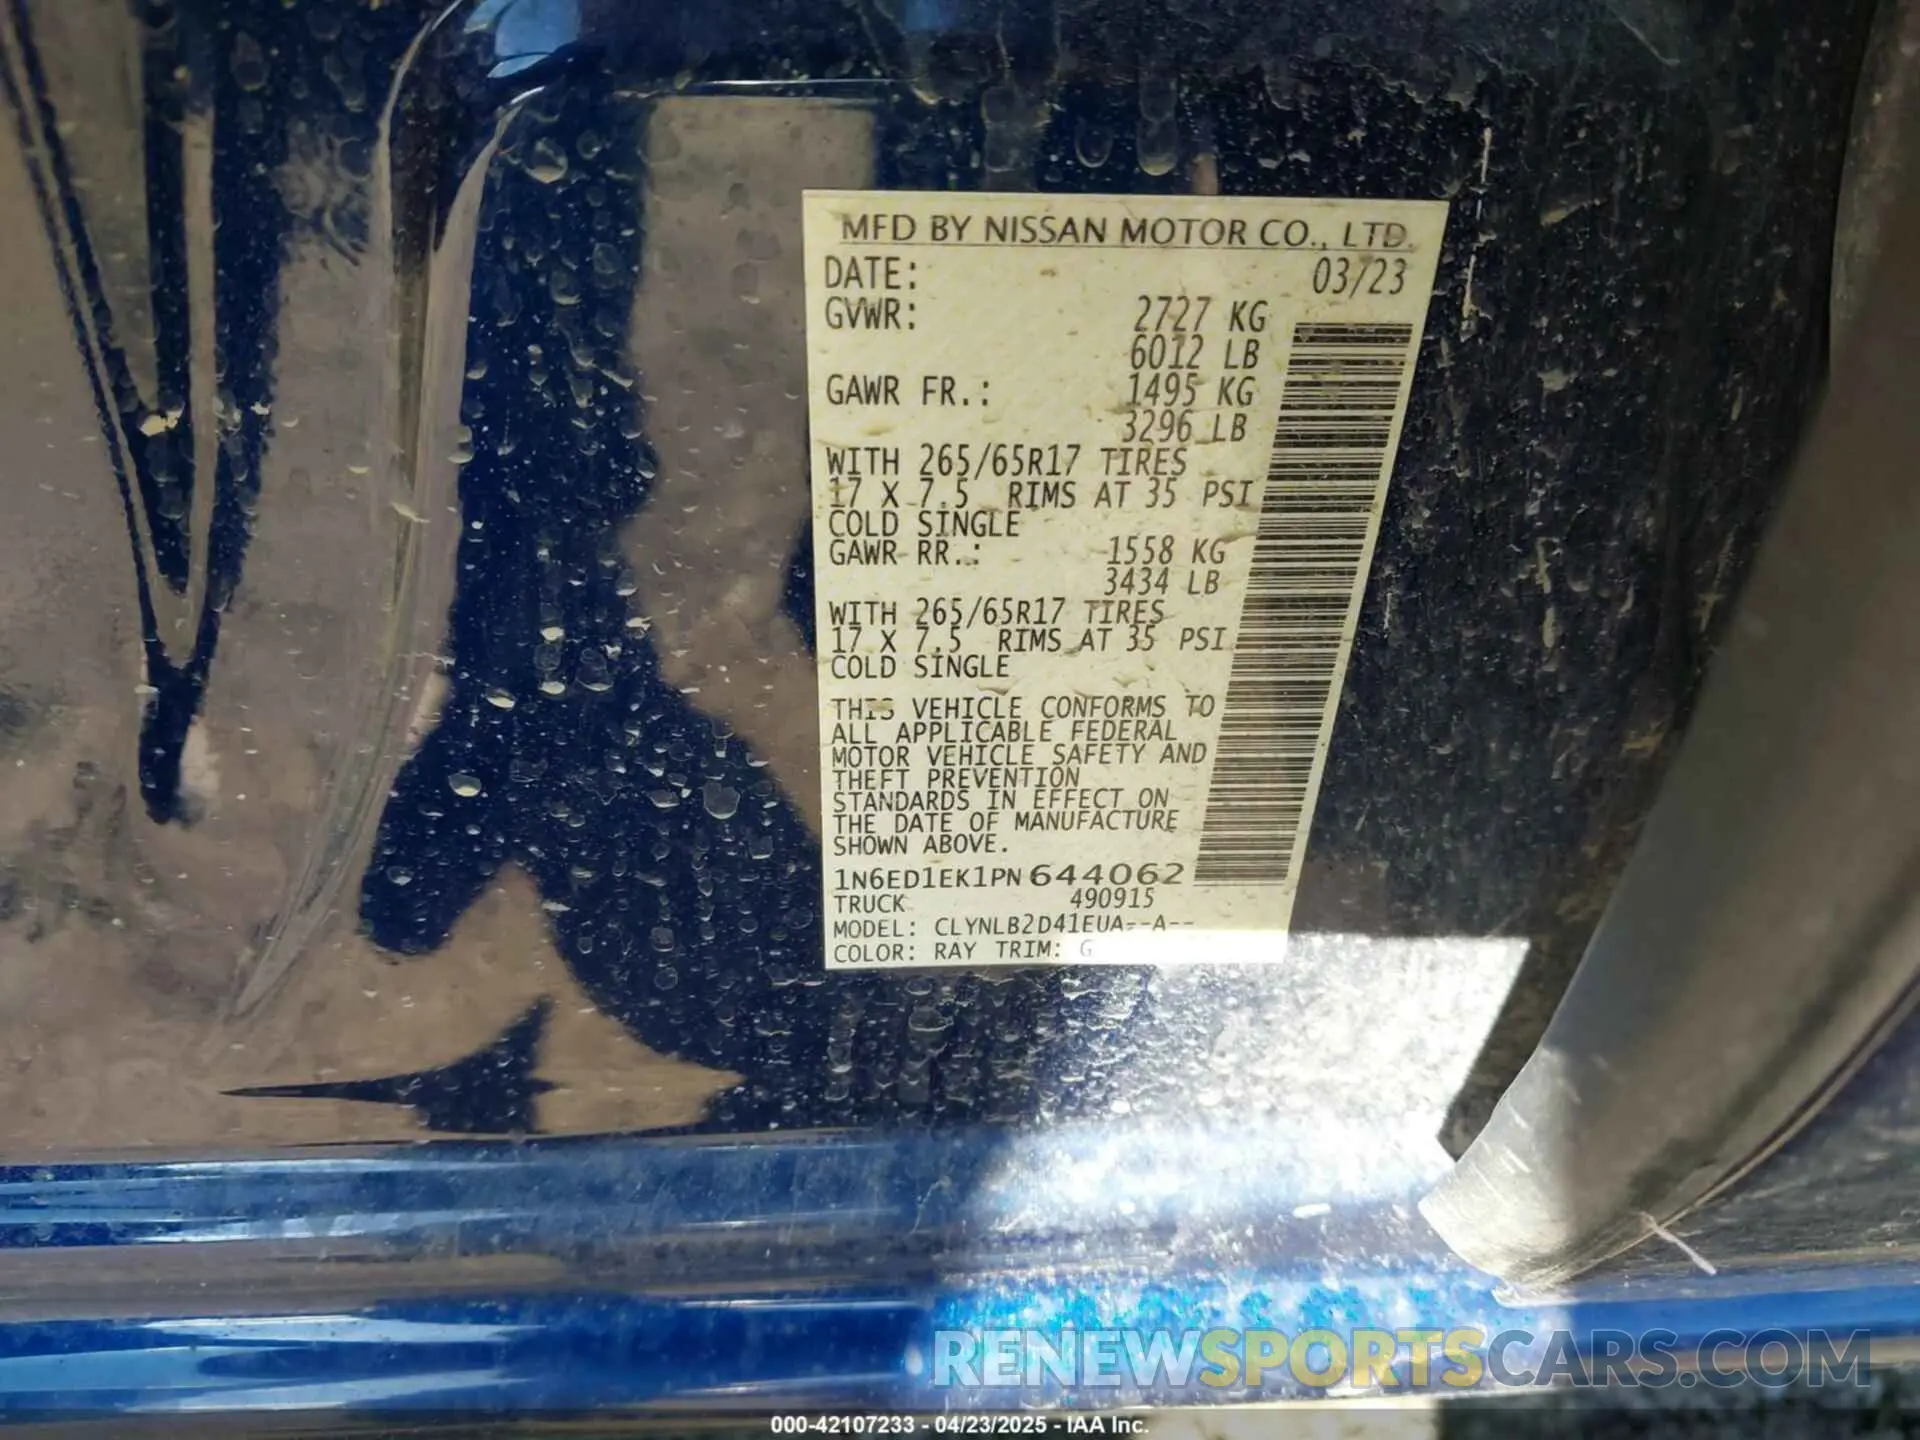 MFD BY NISSAN MOTOR CO., LTD.
DATE: 03/23
GVWR: 2727 KG
6012 LB
GAWR FR.: 1495 KG
3296 LB
WITH 265/65R17 TIRES
17 X 7.5 RIMS AT 35 PSI
COLD SINGLE
GAWR RR.: 1558 KG
3434 LB
WITH 265/65R17 TIRES
17 X 7.5 RIMS AT 35 PSI
COLD SINGLE
THIS VEHICLE CONFORMS TO
ALL APPLICABLE FEDERAL
MOTOR VEHICLE SAFETY AND
THEFT PREVENTION
STANDARDS IN EFFECT ON
THE DATE OF MANUFACTURE
SHOWN ABOVE.
1N6ED1EK1PN644062
TRUCK 490915
MODEL: CLYNLB2D41EUA--A--
COLOR: RAY TRIM: G
RENEWSPORTSCARS.COM
000-42107233 - 04/23/2025 - IAA Inc.